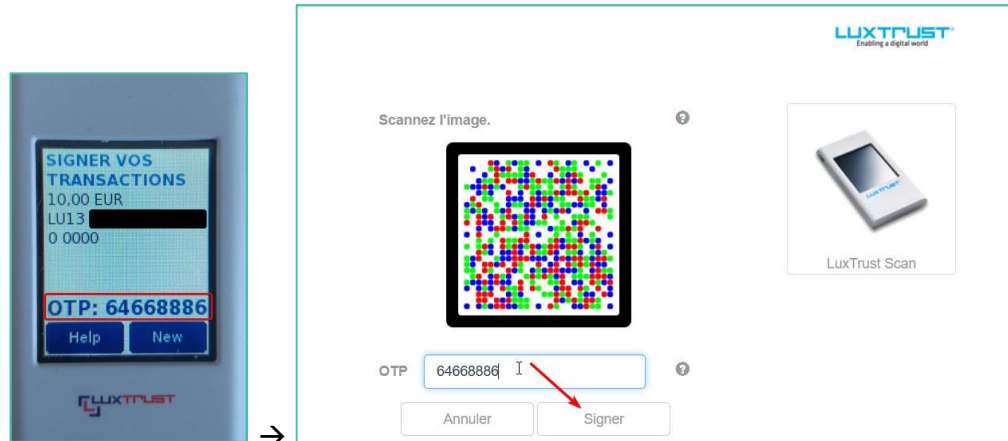 SIGNER VOS
TRANSACTIONS
10,00 EUR
LU13
0 0000
OTP: 64668886
Help New
LUXTRUST
→
LUXTRUST
Enabling a digital world
Scannez l'image.
LUXTRUST
LuxTrust Scan
OTP 64668886
Annuler Signer